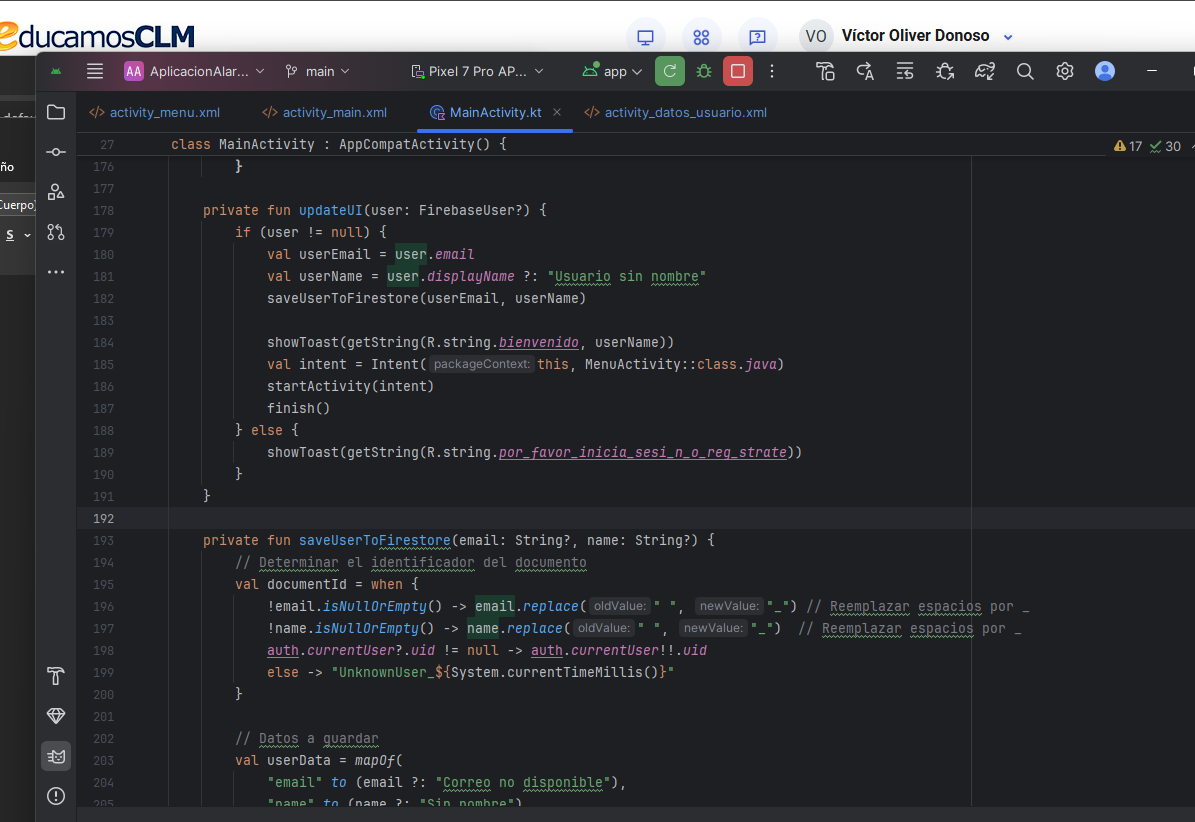 educamosCLM
VO Víctor Oliver Donoso
AA AplicacionAlar... main Pixel 7 Pro AP... app
activity_menu.xml activity_main.xml MainActivity.kt activity_datos_usuario.xml
ño
Cuerpo)
S
17 30
27 class MainActivity : AppCompatActivity() {
176 }
177
178 private fun updateUI(user: FirebaseUser?) {
179 if (user != null) {
180 val userEmail = user.email
181 val userName = user.displayName ?: "Usuario sin nombre"
182 saveUserToFirestore(userEmail, userName)
183
184 showToast(getString(R.string.bienvenido, userName))
185 val intent = Intent( packageContext: this, MenuActivity::class.java)
186 startActivity(intent)
187 finish()
188 } else {
189 showToast(getString(R.string.por_favor_inicia_sesi_n_o_reg_strate))
190 }
191 }
192
193 private fun saveUserToFirestore(email: String?, name: String?) {
194 // Determinar el identificador del documento
195 val documentId = when {
196 !email.isNullOrEmpty() -> email.replace( oldValue: " ", newValue: "_") // Reemplazar espacios por _
197 !name.isNullOrEmpty() -> name.replace( oldValue: " ", newValue: "_") // Reemplazar espacios por _
198 auth.currentUser?.uid != null -> auth.currentUser!!.uid
199 else -> "UnknownUser_${System.currentTimeMillis()}"
200 }
201
202 // Datos a guardar
203 val userData = mapOf(
204 "email" to (email ?: "Correo no disponible"),
205 "name" to (name ?: "Sin nombre")